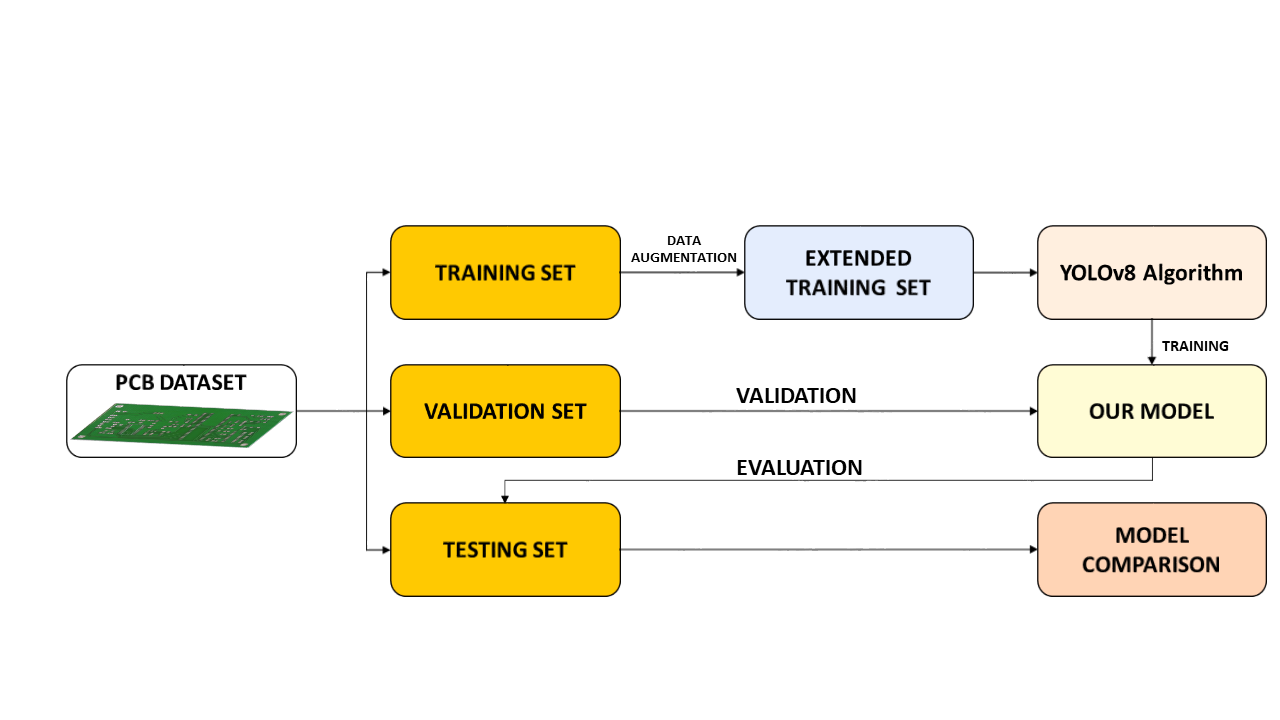 DATA
AUGMENTATION
TRAINING SET
EXTENDED
TRAINING SET
YOLOv8 Algorithm
TRAINING
PCB DATASET
VALIDATION SET
VALIDATION
OUR MODEL
EVALUATION
TESTING SET
MODEL
COMPARISON